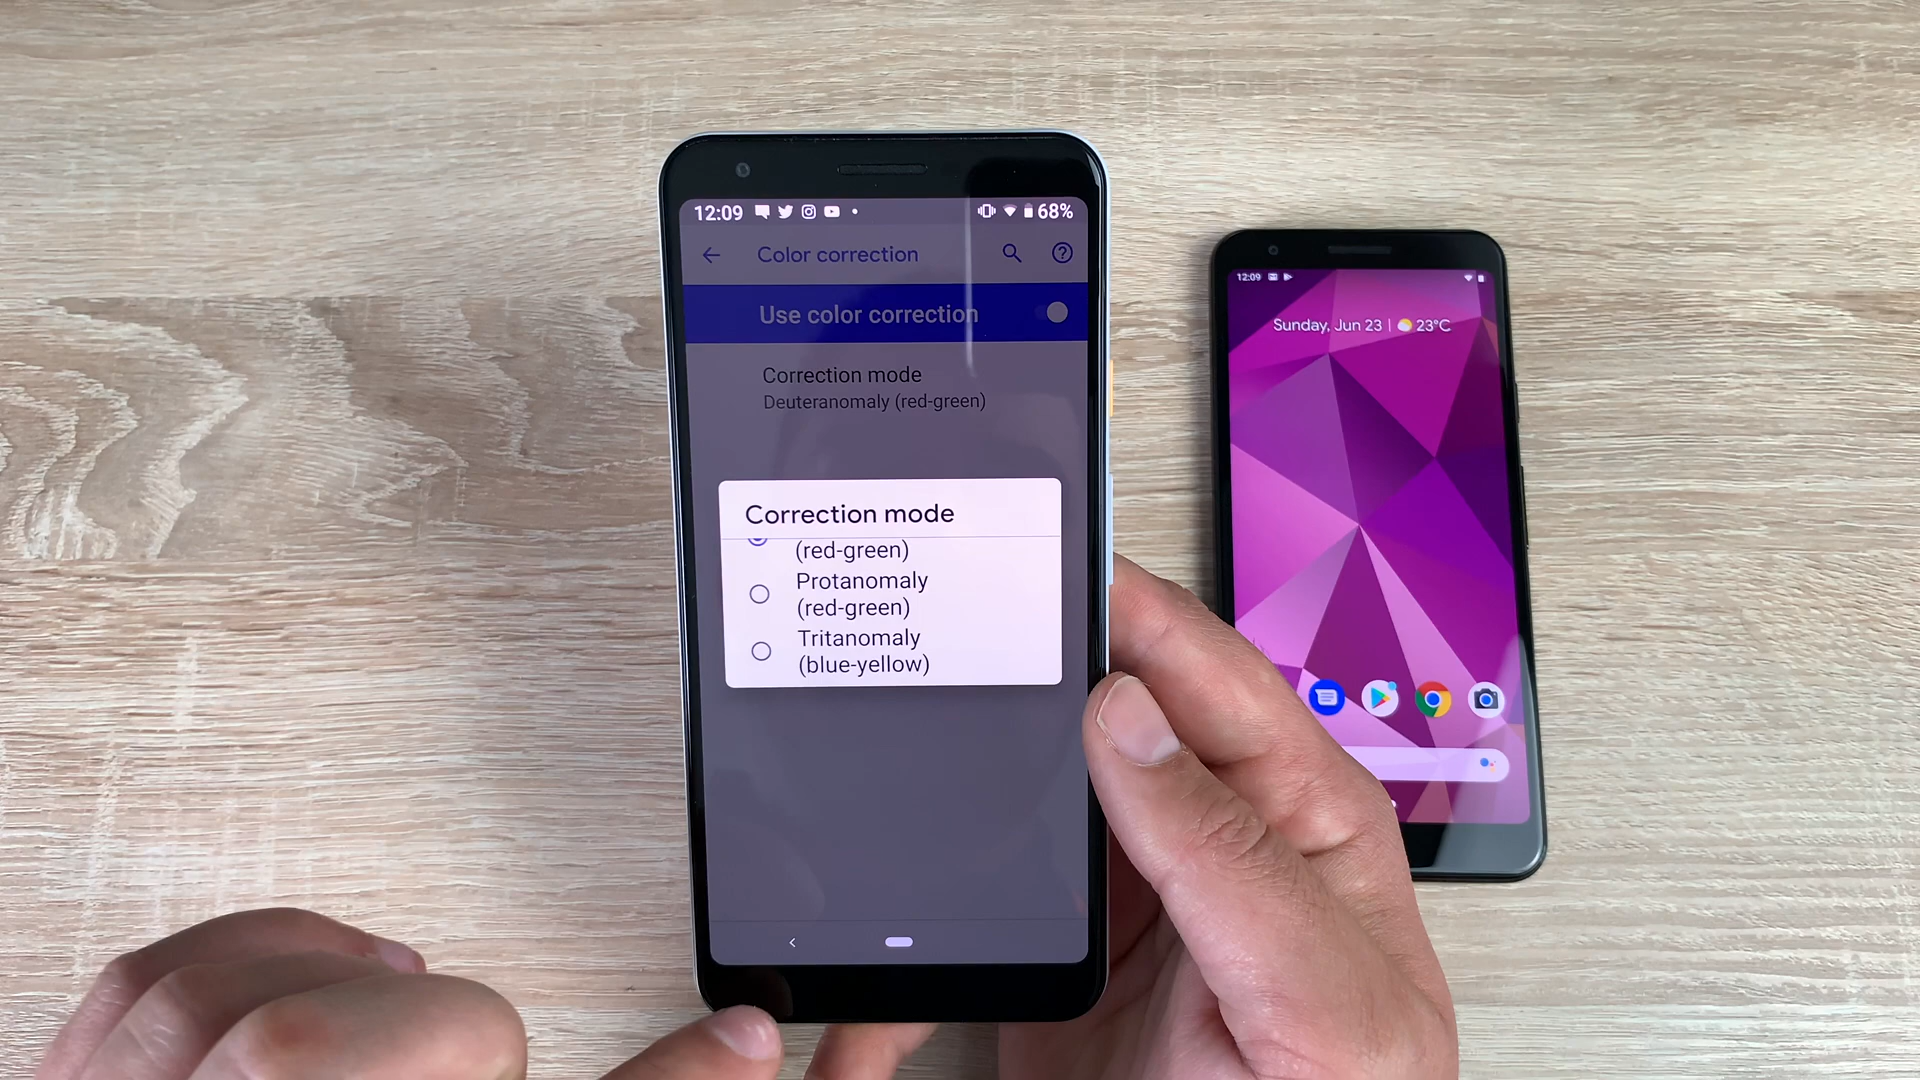 12:09 68%
Color correction
Use color correction
Correction mode
Deuteranomaly (red-green)
Correction mode
(red-green)
Protanomaly
(red-green)
Tritanomaly
(blue-yellow)
12:09
Sunday, Jun 23 | 23°C